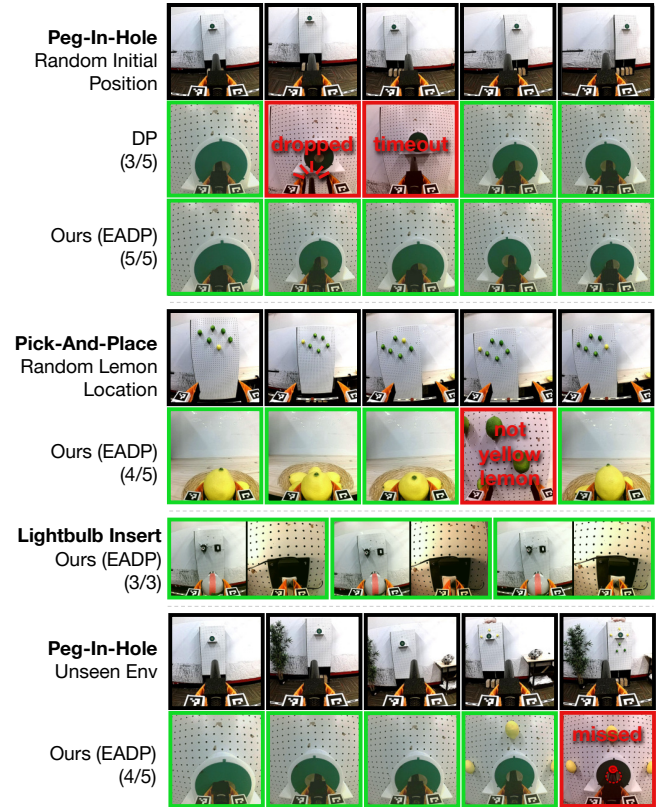 Peg-In-Hole
Random Initial
Position
DP
(3/5)
dropped
timeout
Ours (EADP)
(5/5)
Pick-And-Place
Random Lemon
Location
Ours (EADP)
(4/5)
not
yellow
lemon
Lightbulb Insert
Ours (EADP)
(3/3)
Peg-In-Hole
Unseen Env
Ours (EADP)
(4/5)
missed